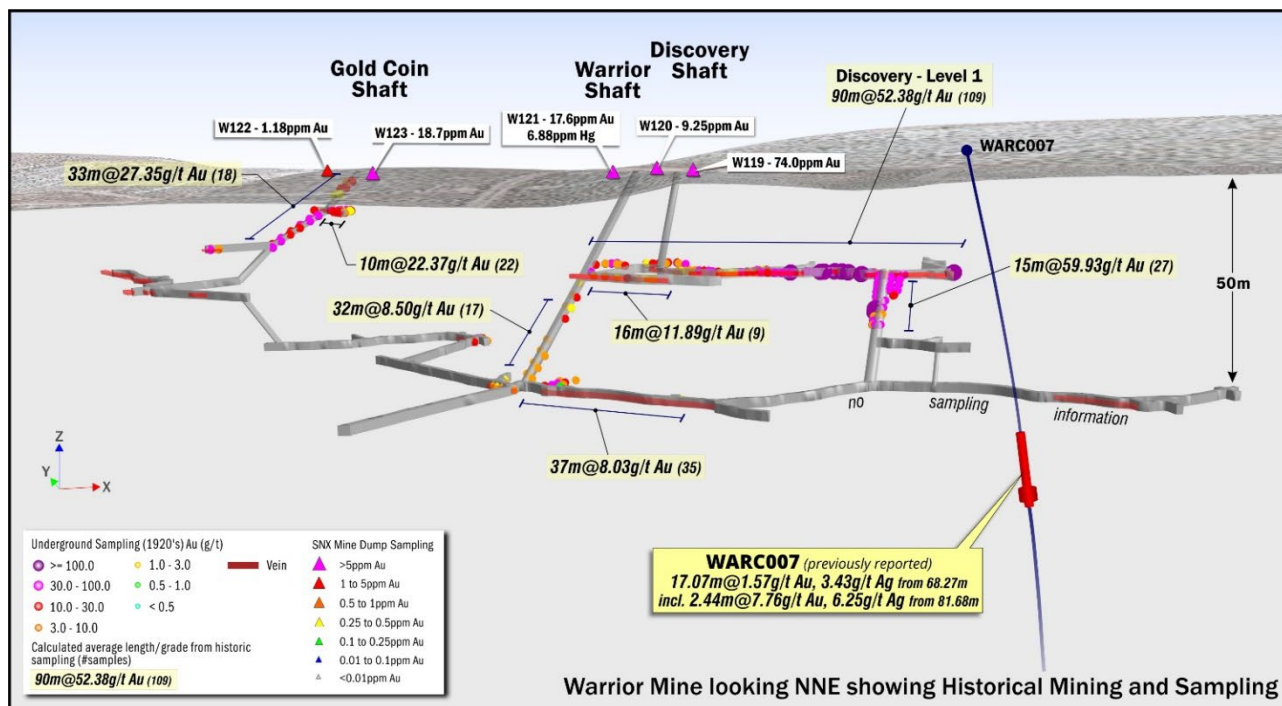 Gold Coin
Shaft
Warrior
Shaft
Discovery
Shaft
Discovery - Level 1
90m@52.38g/t Au (109)
W122 - 1.18ppm Au
W123 - 18.7ppm Au
W121 - 17.6ppm Au
6.88ppm Hg
W120 - 9.25ppm Au
W119 - 74.0ppm Au
WARC007
33m@27.35g/t Au (18)
10m@22.37g/t Au (22)
32m@8.50g/t Au (17)
16m@11.89g/t Au (9)
15m@59.93g/t Au (27)
50m
no sampling information
37m@8.03g/t Au (35)
Z
Y
X
WARC007 (previously reported)
17.07m@1.57g/t Au, 3.43g/t Ag from 68.27m
incl. 2.44m@7.76g/t Au, 6.25g/t Ag from 81.68m
Underground Sampling (1920's) Au (g/t)
>= 100.0
30.0 - 100.0
10.0 - 30.0
3.0 - 10.0
1.0 - 3.0
0.5 - 1.0
< 0.5
Vein
Calculated average length/grade from historic
sampling (#samples)
90m@52.38g/t Au (109)
SNX Mine Dump Sampling
>5ppm Au
1 to 5ppm Au
0.5 to 1ppm Au
0.25 to 0.5ppm Au
0.1 to 0.25ppm Au
0.01 to 0.1ppm Au
<0.01ppm Au
Warrior Mine looking NNE showing Historical Mining and Sampling